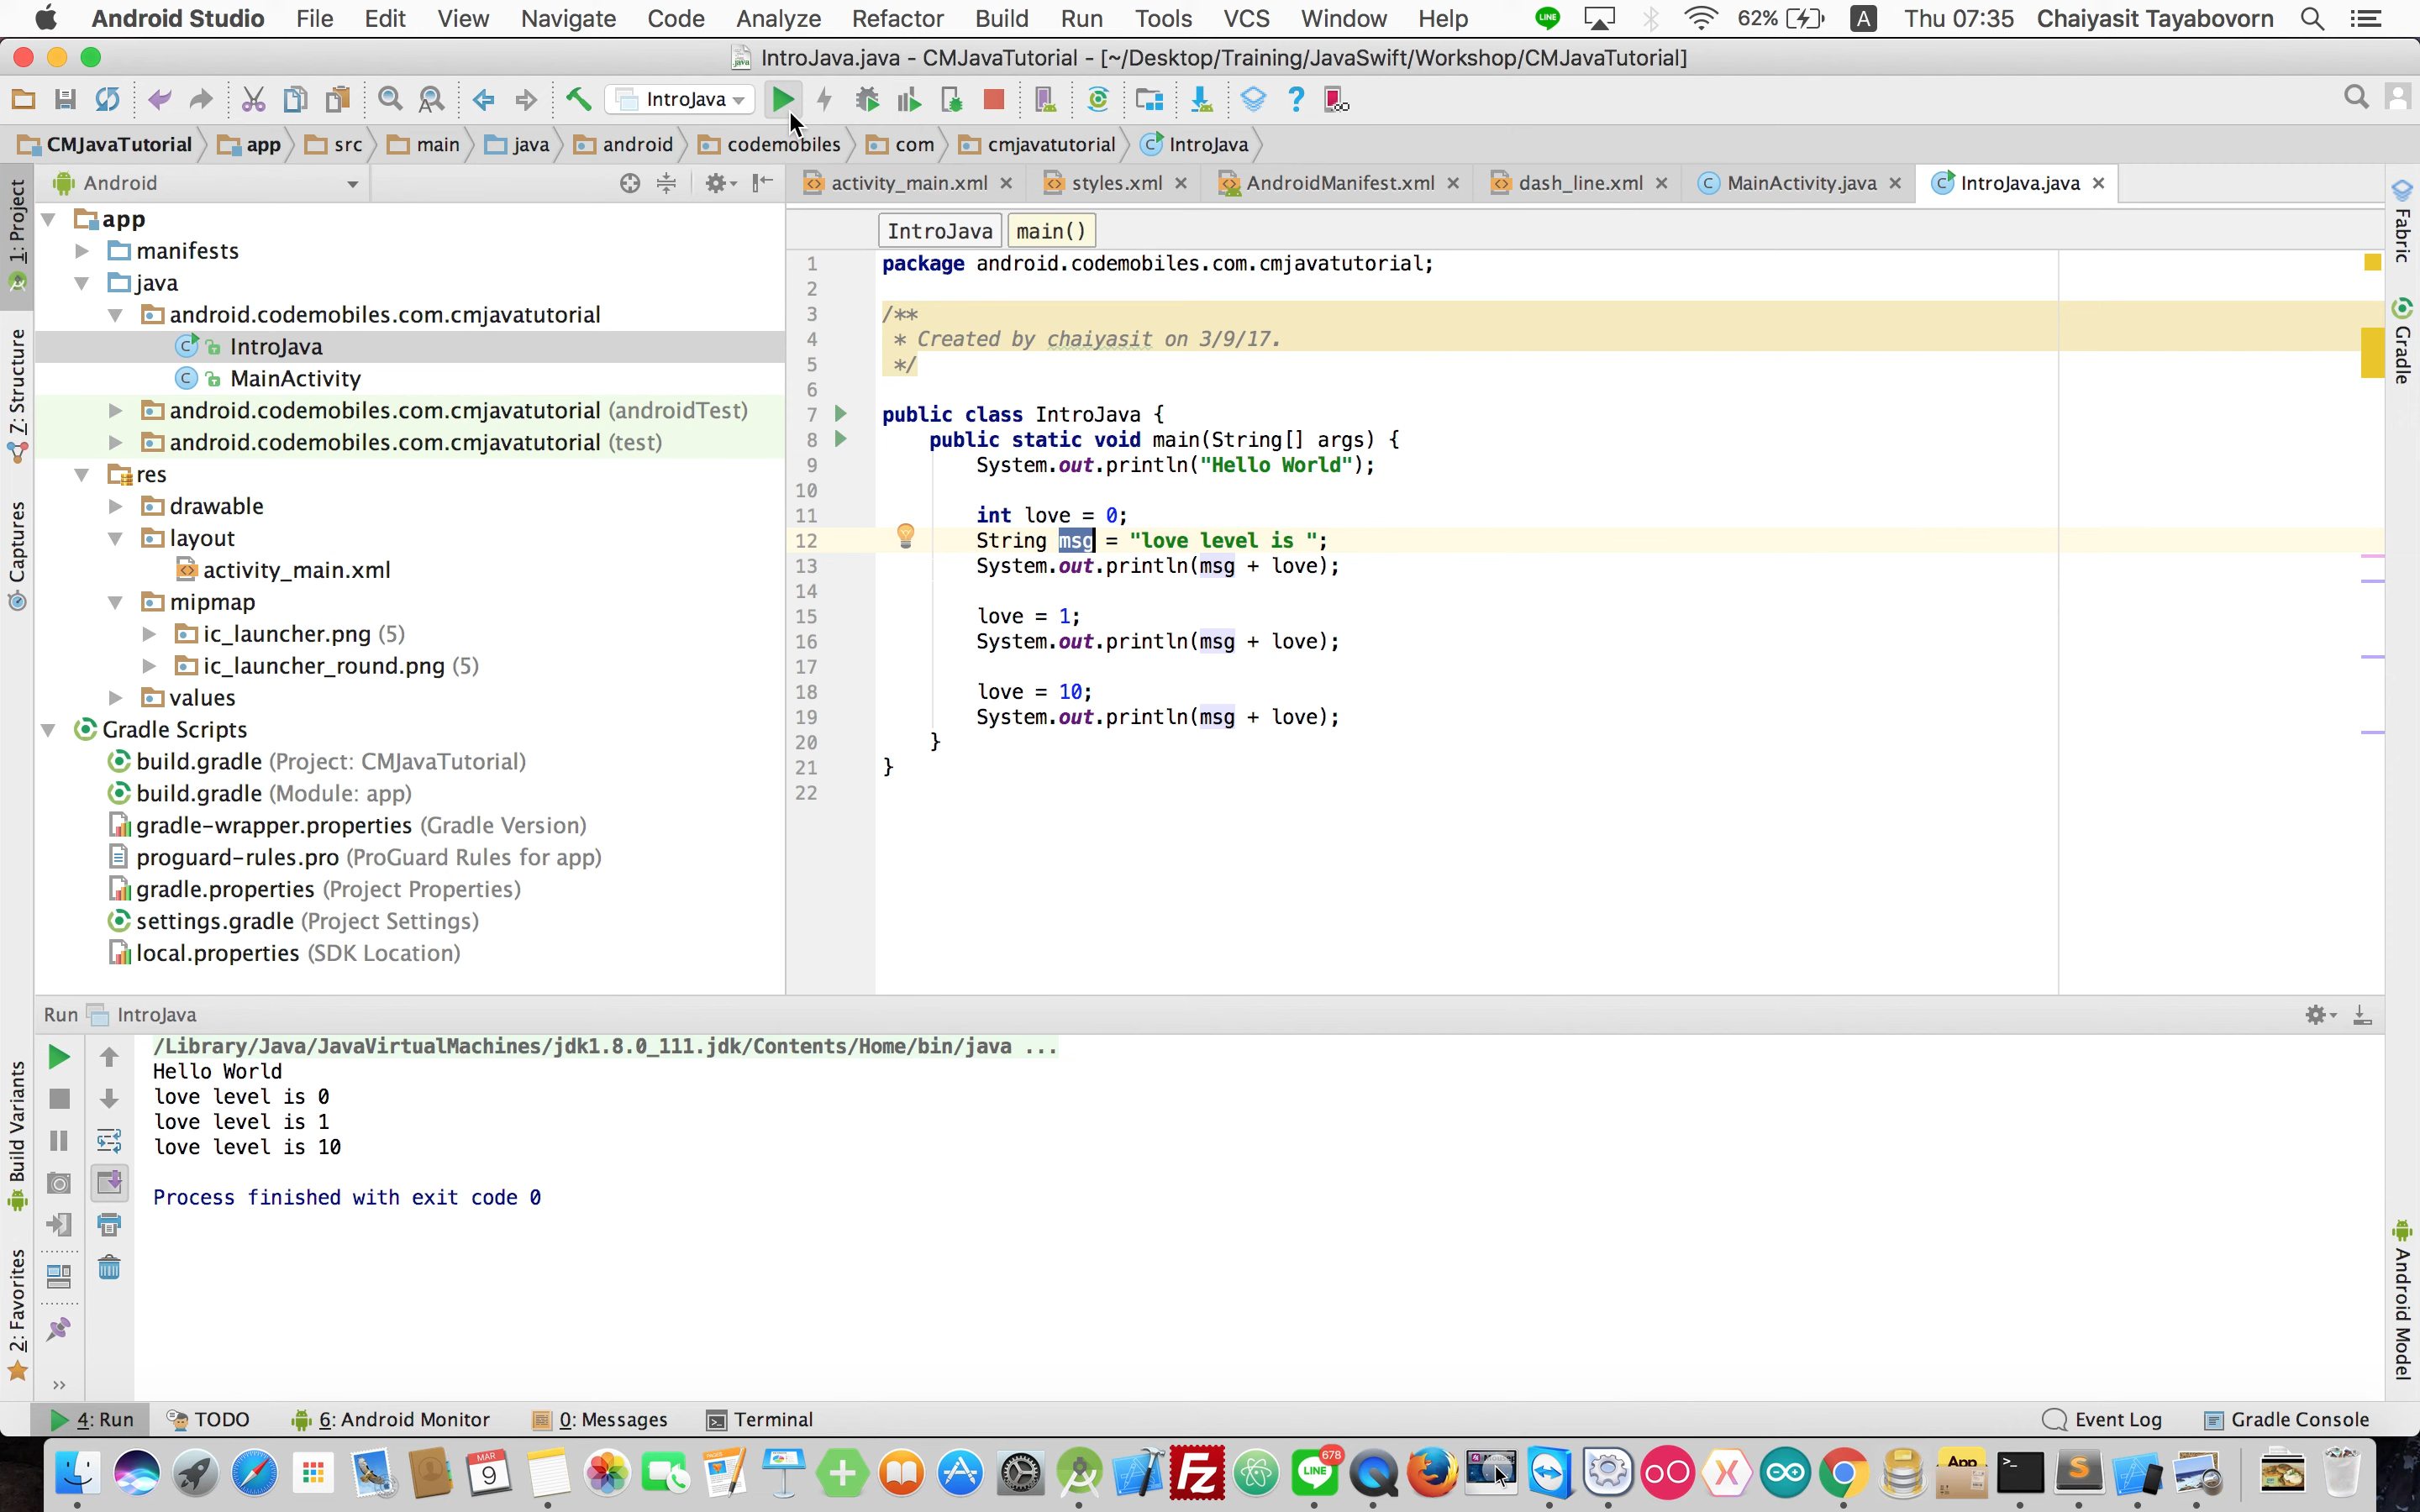 Android Studio File Edit View Navigate Code Analyze Refactor Build Run Tools VCS Window Help LINE 62% A Thu 07:35 Chaiyasit Tayabovorn
IntroJava.java - CMJavaTutorial - [~/Desktop/Training/JavaSwift/Workshop/CMJavaTutorial]
IntroJava
CMJavaTutorial app src main java android codemobiles com cmjavatutorial IntroJava
Android
activity_main.xml styles.xml AndroidManifest.xml dash_line.xml MainActivity.java IntroJava.java
1: Project
Z: Structure
Captures
Build Variants
2: Favorites
app
manifests
java
android.codemobiles.com.cmjavatutorial
IntroJava
MainActivity
android.codemobiles.com.cmjavatutorial (androidTest)
android.codemobiles.com.cmjavatutorial (test)
res
drawable
layout
activity_main.xml
mipmap
ic_launcher.png (5)
ic_launcher_round.png (5)
values
Gradle Scripts
build.gradle (Project: CMJavaTutorial)
build.gradle (Module: app)
gradle-wrapper.properties (Gradle Version)
proguard-rules.pro (ProGuard Rules for app)
gradle.properties (Project Properties)
settings.gradle (Project Settings)
local.properties (SDK Location)
IntroJava main()
1 package android.codemobiles.com.cmjavatutorial;
2
3 /**
4 * Created by chaiyasit on 3/9/17.
5 */
6
7 public class IntroJava {
8 public static void main(String[] args) {
9 System.out.println("Hello World");
10
11 int love = 0;
12 String msg = "love level is ";
13 System.out.println(msg + love);
14
15 love = 1;
16 System.out.println(msg + love);
17
18 love = 10;
19 System.out.println(msg + love);
20 }
21 }
22
Fabric
Gradle
Android Model
Run IntroJava
/Library/Java/JavaVirtualMachines/jdk1.8.0_111.jdk/Contents/Home/bin/java ...
Hello World
love level is 0
love level is 1
love level is 10
Process finished with exit code 0
4: Run TODO 6: Android Monitor 0: Messages Terminal Event Log Gradle Console
MAR
9
LINE
678
App